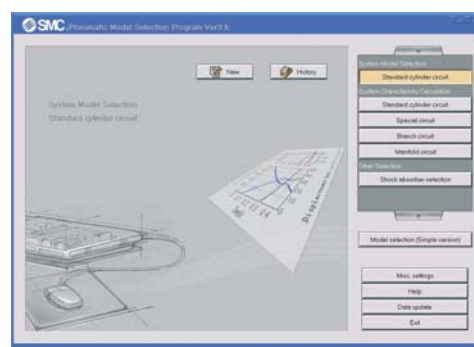 SMC Pneumatic Model Selection Program Ver3.5
New
History
System Model Selection
Standard cylinder circuit
Displacement
System Model Selection
Standard cylinder circuit
System Characteristic Calculation
Standard cylinder circuit
Special circuit
Branch circuit
Manifold circuit
Other Selection
Shock absorber selection
Model selection (Simple version)
Misc. settings
Help
Data update
Exit